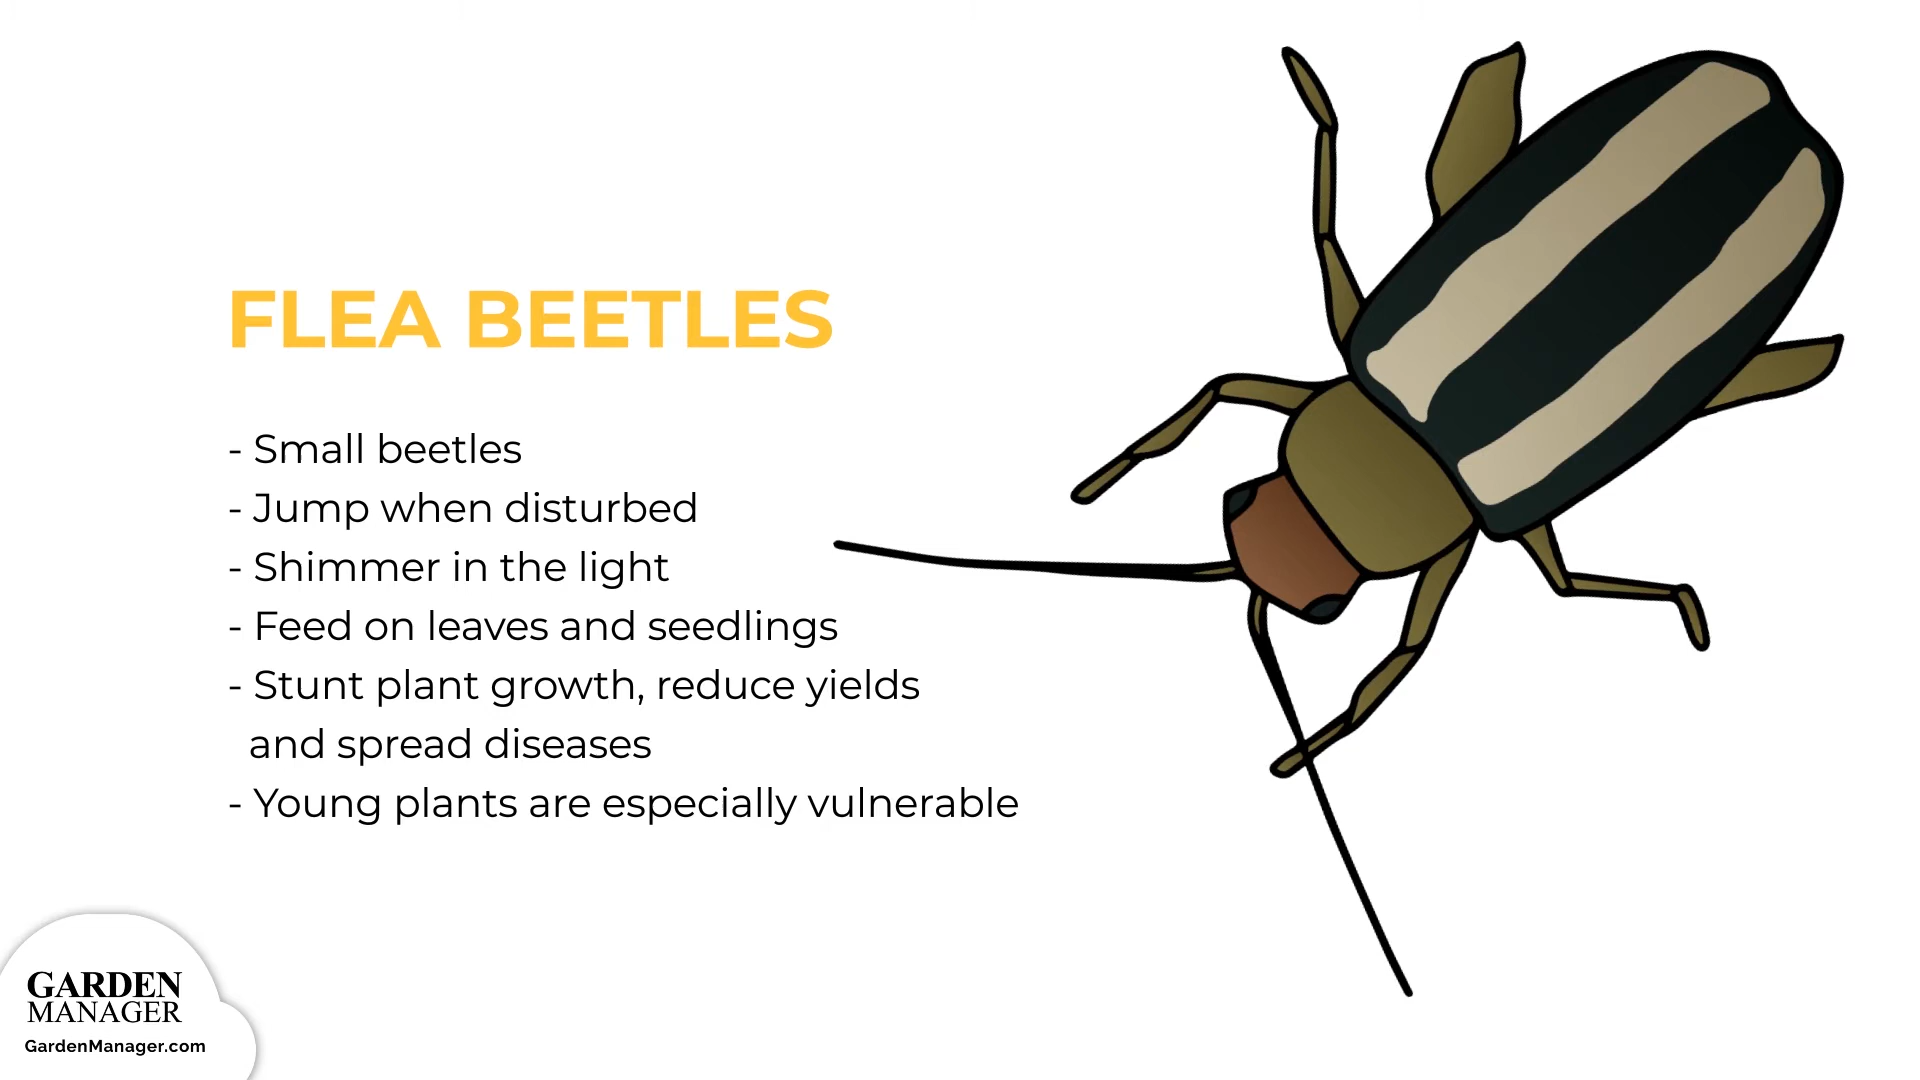 FLEA BEETLES
- Small beetles
- Jump when disturbed
- Shimmer in the light
- Feed on leaves and seedlings
- Stunt plant growth, reduce yields
and spread diseases
- Young plants are especially vulnerable
GARDEN
MANAGER
GardenManager.com